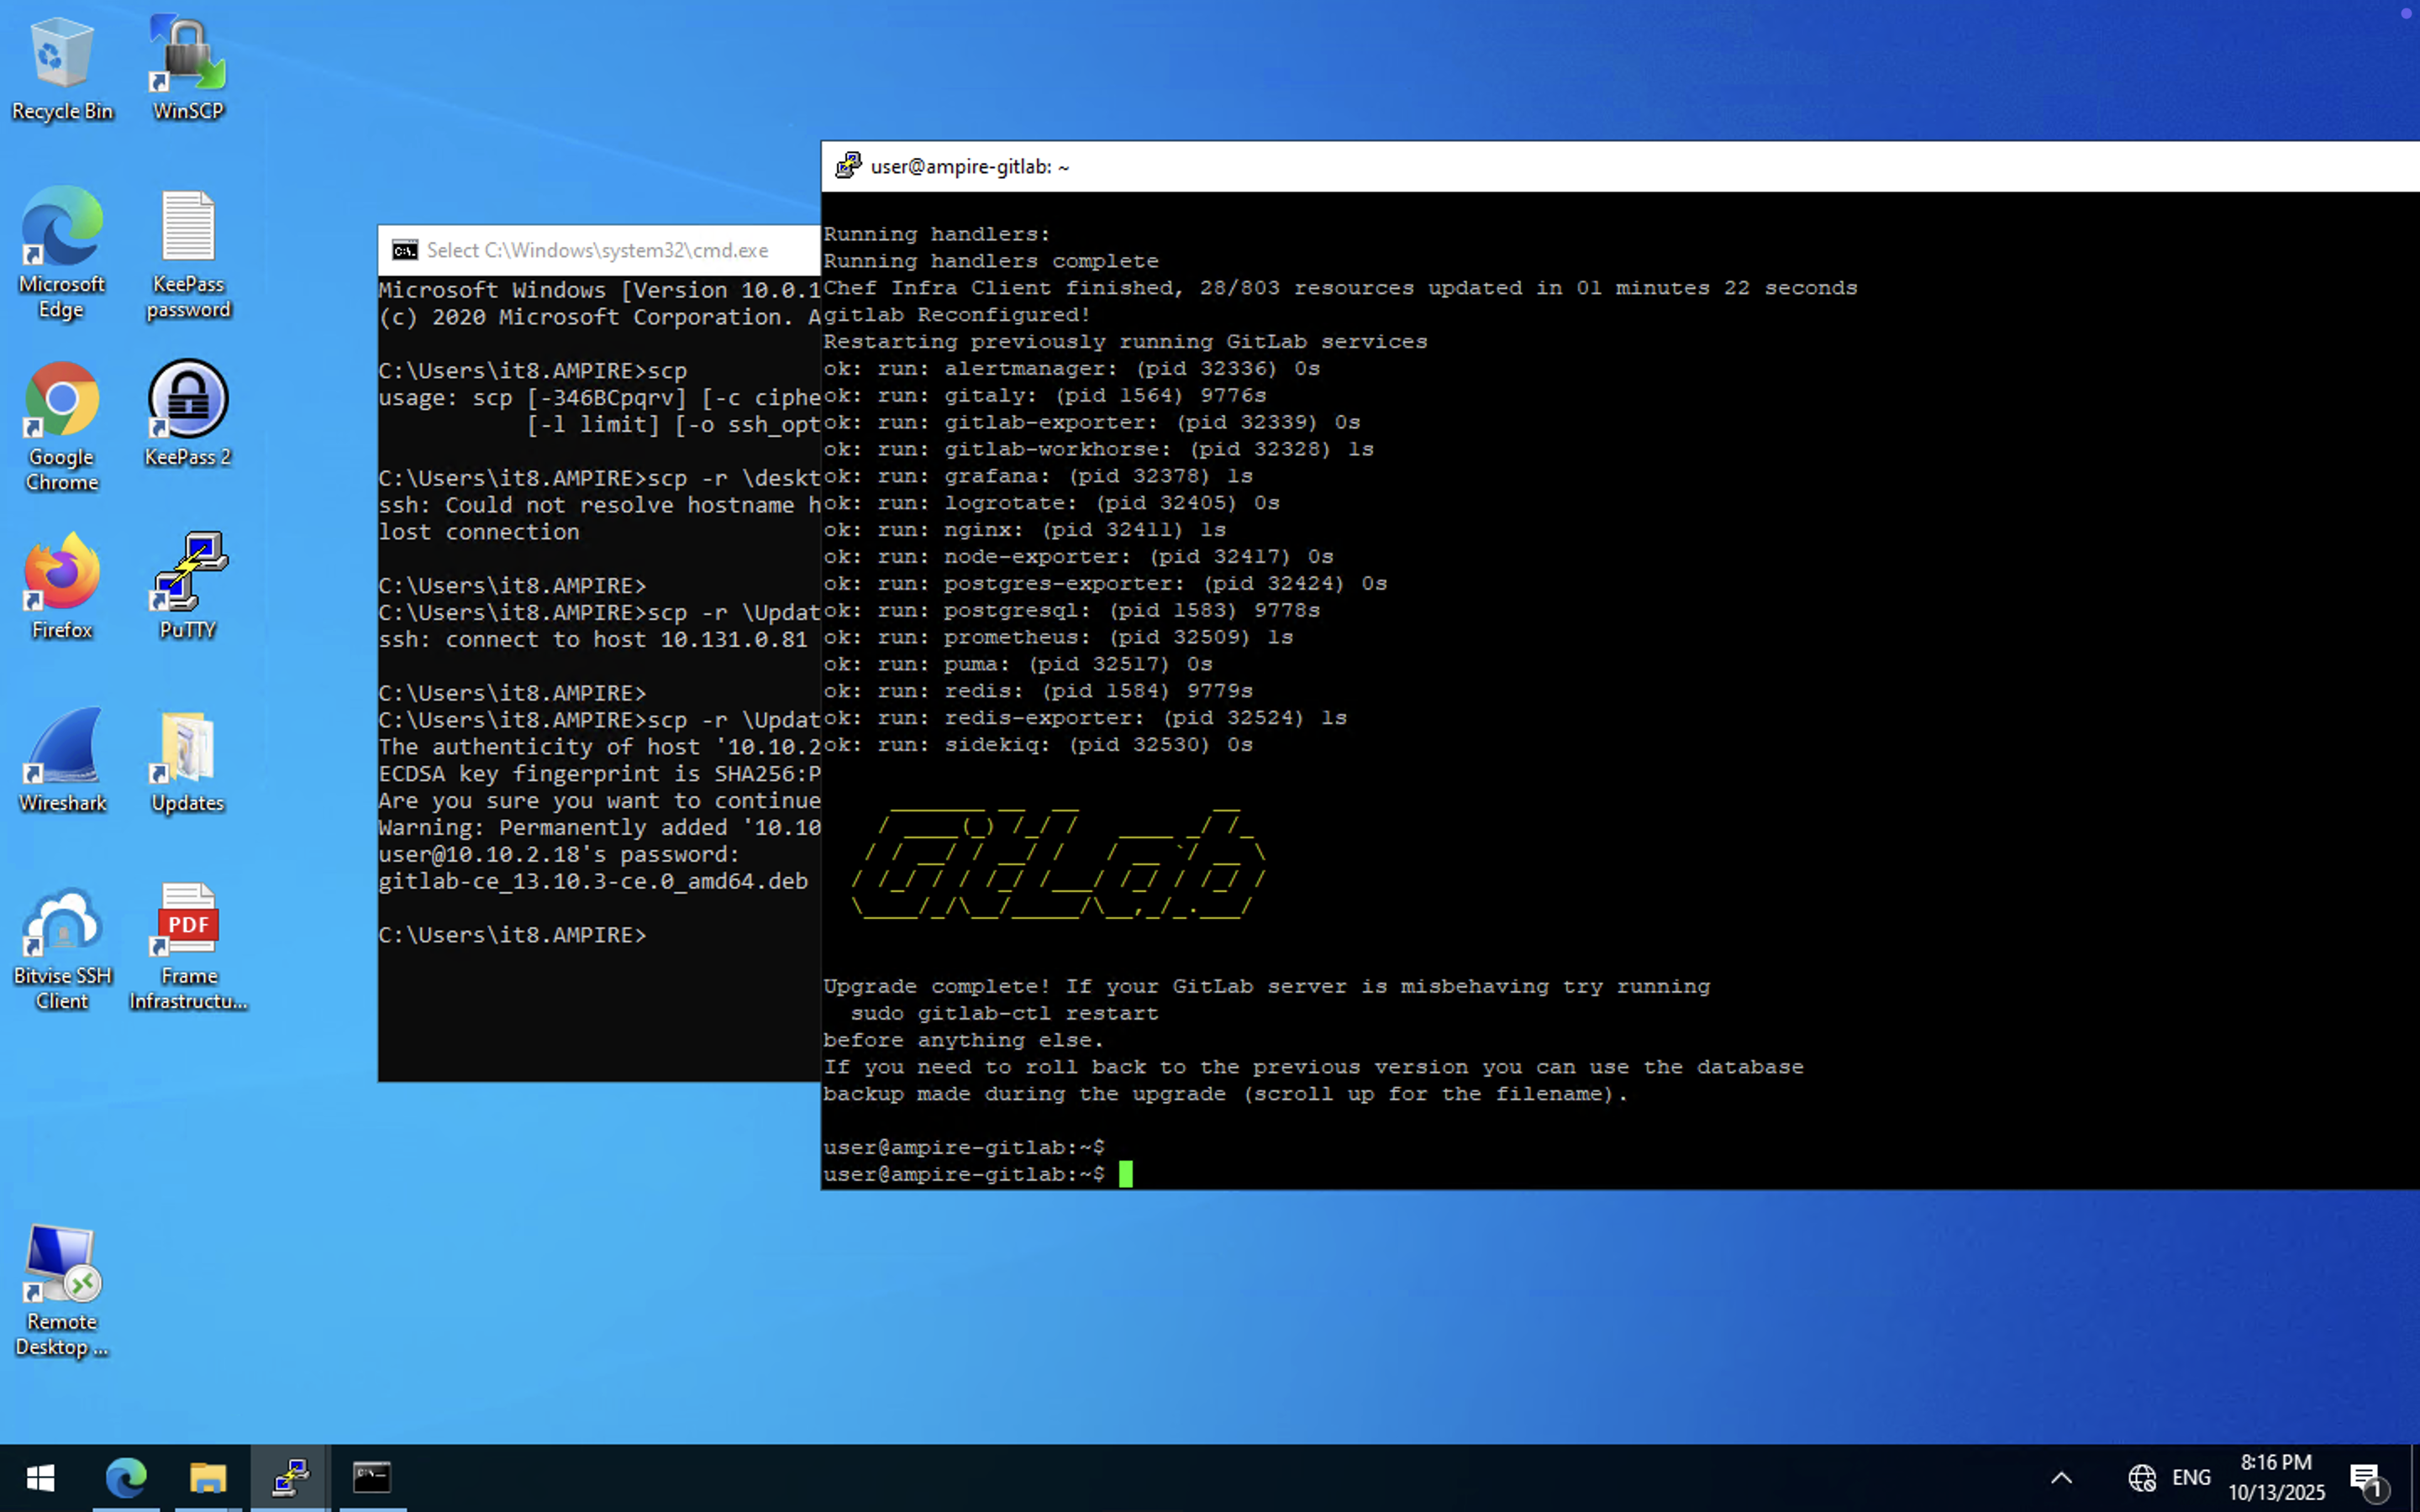 Recycle Bin
WinSCP
Microsoft
Edge
KeePass
password
Google
Chrome
KeePass 2
Firefox
PuTTY
Wireshark
Updates
Bitvise SSH
Client
PDF
Frame
Infrastructu...
Remote
Desktop ...
Select C:\Windows\system32\cmd.exe
Microsoft Windows [Version 10.0.1
(c) 2020 Microsoft Corporation. A
C:\Users\it8.AMPIRE>scp
usage: scp [-346BCpqrv] [-c ciphe
[-l limit] [-o ssh_opt
C:\Users\it8.AMPIRE>scp -r \deskt
ssh: Could not resolve hostname h
lost connection
C:\Users\it8.AMPIRE>
C:\Users\it8.AMPIRE>scp -r \Updat
ssh: connect to host 10.131.0.81
C:\Users\it8.AMPIRE>
C:\Users\it8.AMPIRE>scp -r \Updat
The authenticity of host '10.10.2
ECDSA key fingerprint is SHA256:P
Are you sure you want to continue
Warning: Permanently added '10.10
user@10.10.2.18's password:
gitlab-ce_13.10.3-ce.0_amd64.deb
C:\Users\it8.AMPIRE>
user@ampire-gitlab: ~
Running handlers:
Running handlers complete
Chef Infra Client finished, 28/803 resources updated in 01 minutes 22 seconds
gitlab Reconfigured!
Restarting previously running GitLab services
ok: run: alertmanager: (pid 32336) 0s
ok: run: gitaly: (pid 1564) 9776s
ok: run: gitlab-exporter: (pid 32339) 0s
ok: run: gitlab-workhorse: (pid 32328) 1s
ok: run: grafana: (pid 32378) 1s
ok: run: logrotate: (pid 32405) 0s
ok: run: nginx: (pid 32411) 1s
ok: run: node-exporter: (pid 32417) 0s
ok: run: postgres-exporter: (pid 32424) 0s
ok: run: postgresql: (pid 1583) 9778s
ok: run: prometheus: (pid 32509) 1s
ok: run: puma: (pid 32517) 0s
ok: run: redis: (pid 1584) 9779s
ok: run: redis-exporter: (pid 32524) 1s
ok: run: sidekiq: (pid 32530) 0s
GitLab
Upgrade complete! If your GitLab server is misbehaving try running
sudo gitlab-ctl restart
before anything else.
If you need to roll back to the previous version you can use the database
backup made during the upgrade (scroll up for the filename).
user@ampire-gitlab:~$
user@ampire-gitlab:~$
ENG
8:16 PM
10/13/2025
1